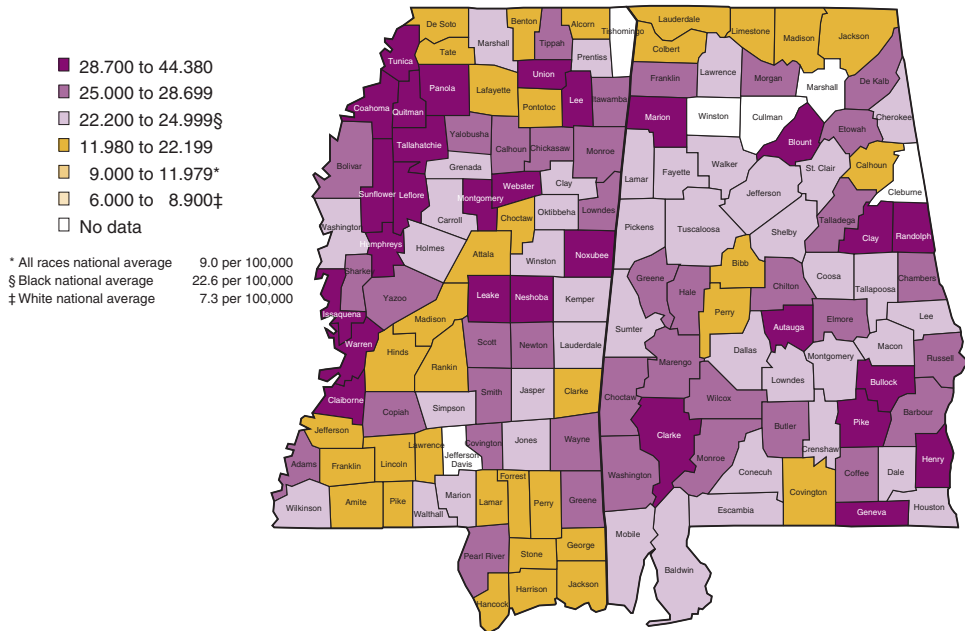 28.700 to 44.380
25.000 to 28.699
22.200 to 24.999§
11.980 to 22.199
9.000 to 11.979*
6.000 to 8.900‡
No data
* All races national average 9.0 per 100,000
§ Black national average 22.6 per 100,000
‡ White national average 7.3 per 100,000
De Soto
Marshall
Benton
Tippah
Alcorn
Tishomingo
Tunica
Tate
Prentiss
Panola
Lafayette
Union
Pontotoc
Lee
Itawamba
Coahoma
Quitman
Tallahatchie
Yalobusha
Calhoun
Chickasaw
Monroe
Bolivar
Grenada
Sunflower
Leflore
Montgomery
Webster
Clay
Washington
Carroll
Choctaw
Oktibbeha
Lowndes
Humphreys
Holmes
Attala
Winston
Noxubee
Sharkey
Yazoo
Issaquena
Madison
Leake
Neshoba
Kemper
Warren
Hinds
Rankin
Scott
Newton
Lauderdale
Claiborne
Copiah
Simpson
Smith
Jasper
Clarke
Jefferson
Adams
Franklin
Lincoln
Lawrence
Jefferson
Davis
Covington
Jones
Wayne
Wilkinson
Amite
Pike
Walthall
Marion
Lamar
Forrest
Perry
Greene
Pearl River
Stone
George
Hancock
Harrison
Jackson
Lauderdale
Colbert
Limestone
Madison
Jackson
Franklin
Lawrence
Morgan
Marshall
De Kalb
Marion
Winston
Cullman
Blount
Etowah
Cherokee
Lamar
Fayette
Walker
Jefferson
St. Clair
Calhoun
Cleburne
Pickens
Tuscaloosa
Shelby
Talladega
Clay
Randolph
Greene
Hale
Bibb
Chilton
Coosa
Tallapoosa
Chambers
Sumter
Perry
Autauga
Elmore
Lee
Marengo
Dallas
Montgomery
Macon
Russell
Choctaw
Wilcox
Lowndes
Bullock
Clarke
Butler
Crenshaw
Pike
Barbour
Washington
Monroe
Conecuh
Covington
Coffee
Dale
Henry
Mobile
Baldwin
Escambia
Geneva
Houston